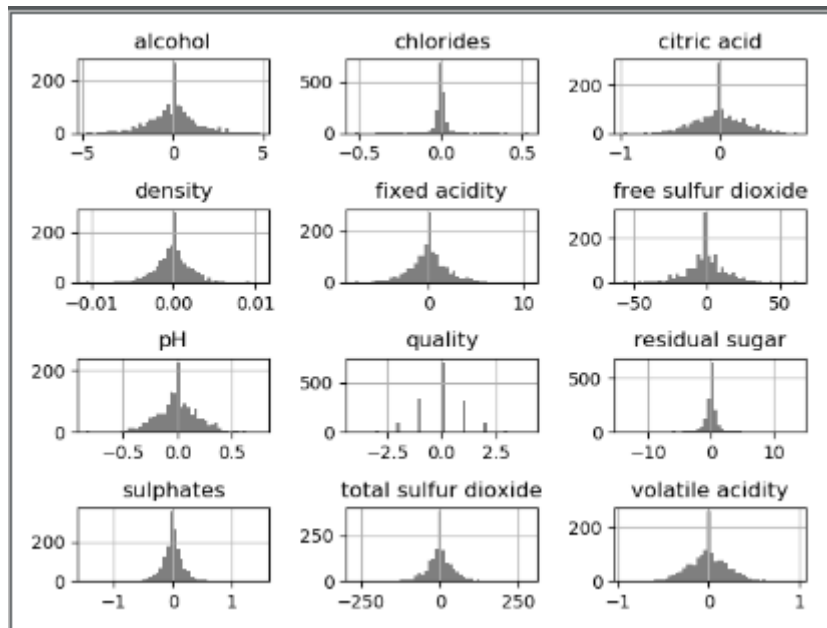 alcohol chlorides citric acid
200 500 200
0 0 0
−5 0 5 −0.5 0.0 0.5 −1 0
density fixed acidity free sulfur dioxide
200 200 200
0 0 0
−0.01 0.00 0.01 0 10 −50 0 50
pH quality residual sugar
200 500 500
0 0 0
−0.5 0.0 0.5 −2.5 0.0 2.5 −10 0 10
sulphates total sulfur dioxide volatile acidity
200 250 200
0 0 0
−1 0 1 −250 0 250 −1 0 1